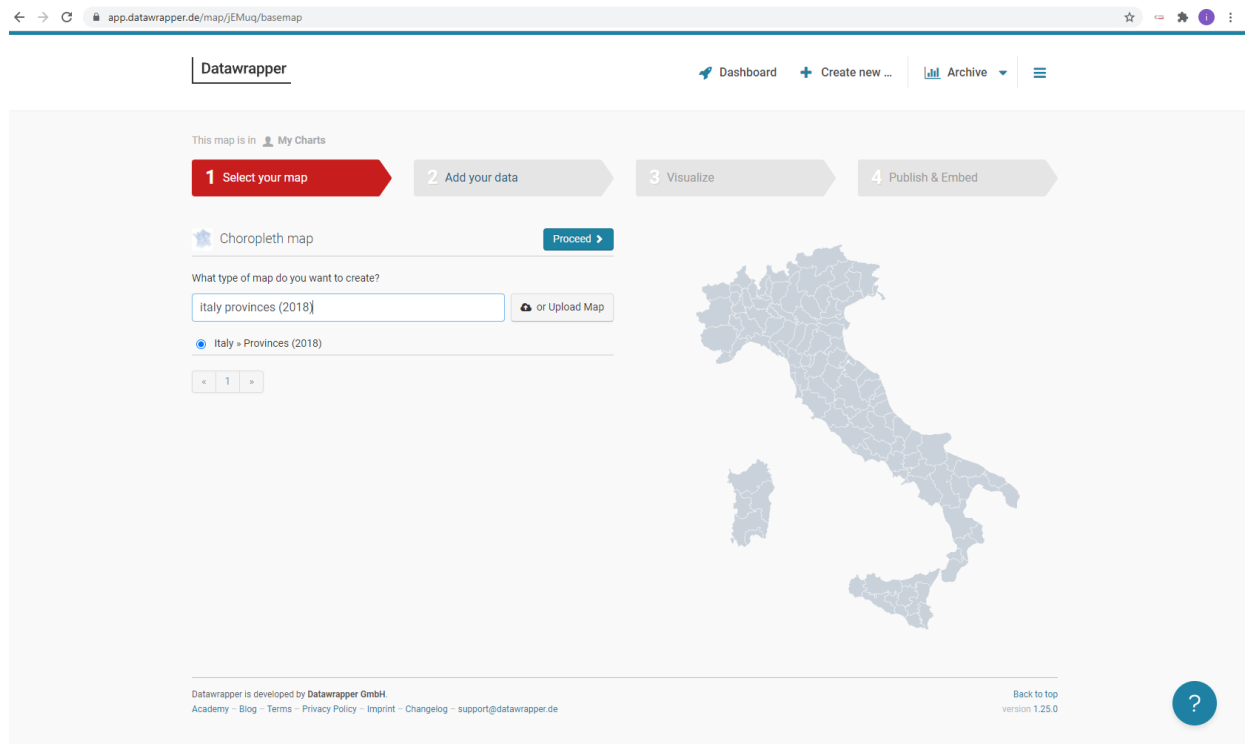 app.datawrapper.de/map/jEMuq/basemap
i
Datawrapper
Dashboard
Create new ...
Archive
This map is in My Charts
1 Select your map
2 Add your data
3 Visualize
4 Publish & Embed
Choropleth map
Proceed
What type of map do you want to create?
italy provinces (2018)
or Upload Map
Italy » Provinces (2018)
« 1 »
Datawrapper is developed by Datawrapper GmbH.
Back to top
Academy – Blog – Terms – Privacy Policy – Imprint – Changelog – support@datawrapper.de
version 1.25.0
?